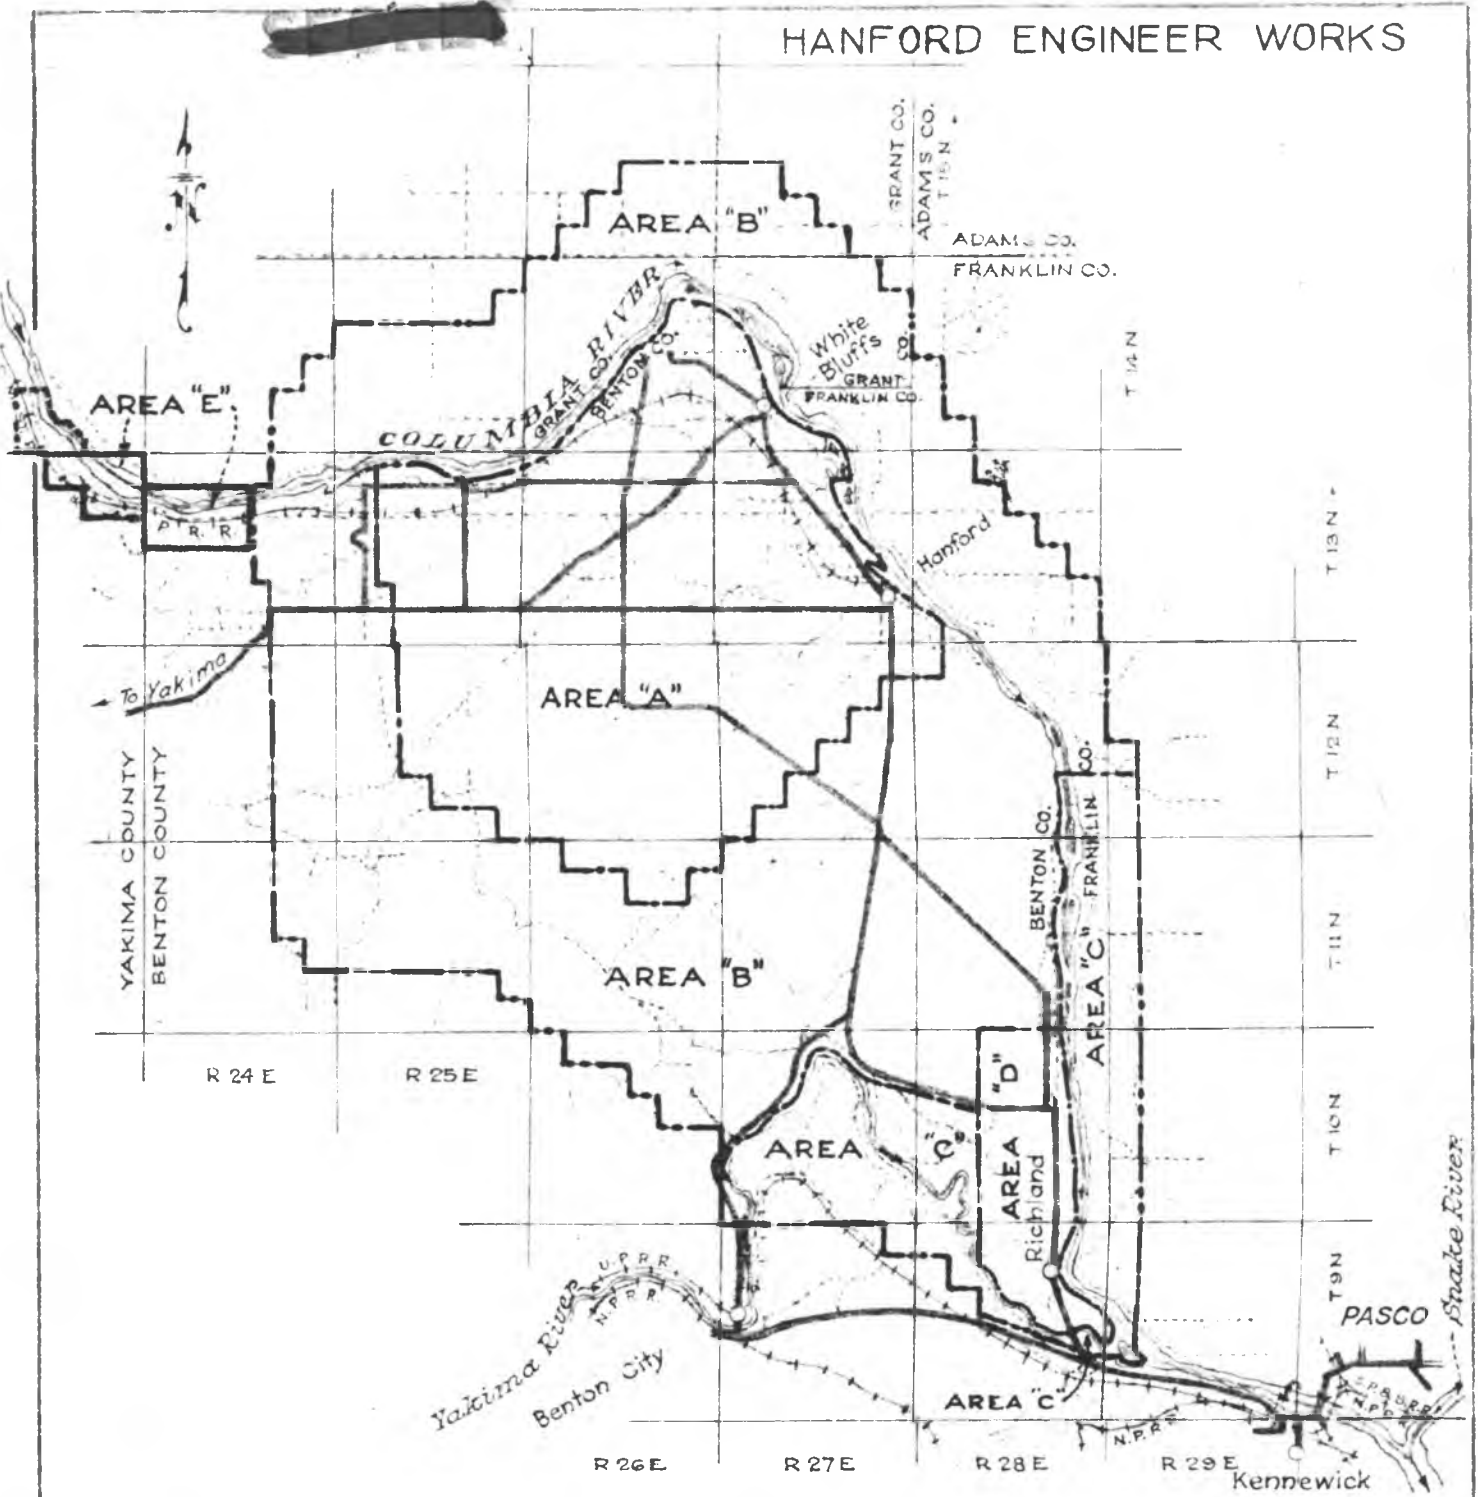 HANFORD ENGINEER WORKS
N
GRANT CO.
ADAMS CO.
T 15 N
AREA "B"
ADAMS CO.
FRANKLIN CO.
COLUMBIA RIVER
GRANT CO.
BENTON CO.
White
Bluffs
CO.
GRANT
FRANKLIN CO.
T 14 N
AREA "E"
P. R. R.
Hanford
T 13 N
To Yakima
AREA "A"
YAKIMA COUNTY
BENTON COUNTY
T 12 N
BENTON CO.
FRANKLIN CO.
AREA "C"
AREA "B"
T 11 N
R 24 E
R 25 E
"D"
AREA
Richland
AREA "C"
T 10 N
Snake River
U.P.R.R.
N.P.R.R.
Yakima River
Benton City
T 9 N
PASCO
S.P.&S.R.R.
N.P.R.R.
AREA "C"
N.P.R.R.
R 26 E
R 27 E
R 28 E
R 29 E
Kennewick